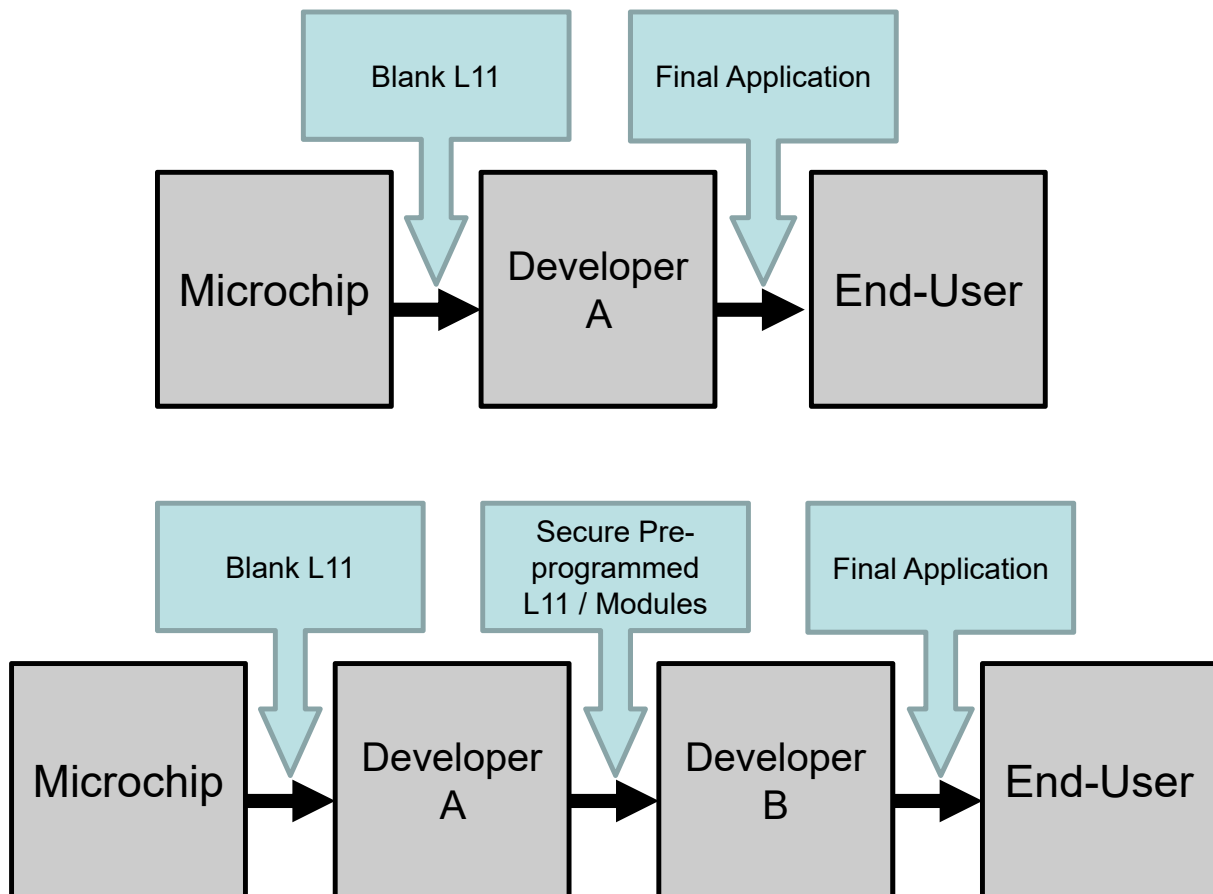 Blank L11
Final Application
Microchip
Developer
A
End-User
Blank L11
Secure Pre-
programmed
L11 / Modules
Final Application
Microchip
Developer
A
Developer
B
End-User